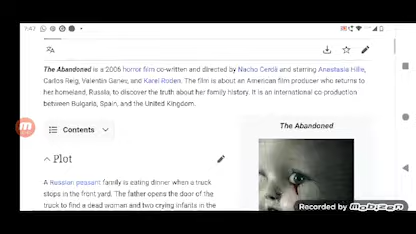 7:47
The Abandoned is a 2006 horror film co-written and directed by Nacho Cerdà and starring Anastasia Hille,
Carlos Reig, Valentin Ganev, and Karel Roden. The film is about an American film producer who returns to
her homeland, Russia, to discover the truth about her family history. It is an international co production
between Bulgaria, Spain, and the United Kingdom.
Contents
The Abandoned
Plot
A Russian peasant family is eating dinner when a truck
stops in the front yard. The father opens the door of the
truck to find a dead woman and two crying infants in the
Recorded by Mobizen